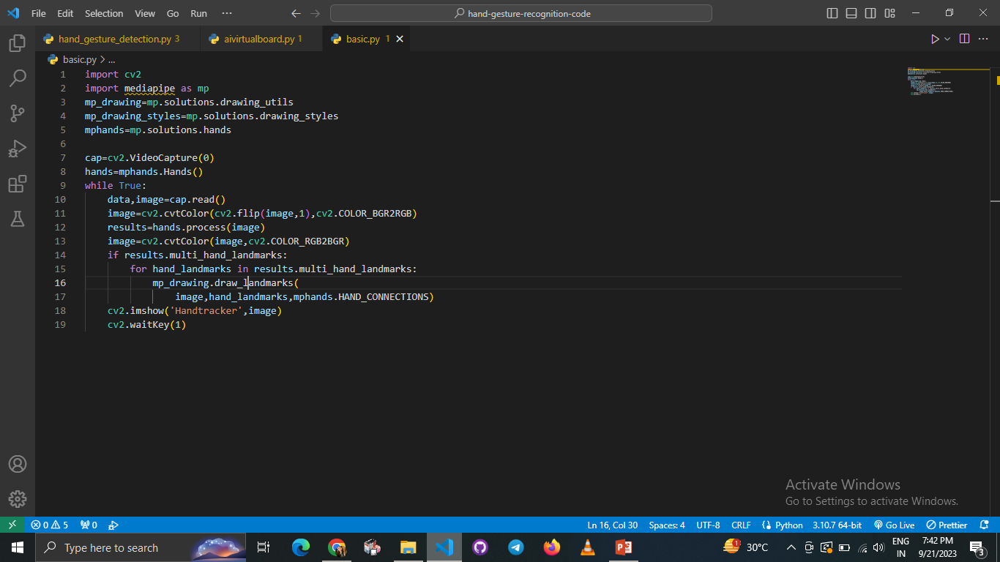 File Edit Selection View Go Run ··· hand-gesture-recognition-code
hand_gesture_detection.py 3 aivirtualboard.py 1 basic.py 1
basic.py > ...
1 import cv2
2 import mediapipe as mp
3 mp_drawing=mp.solutions.drawing_utils
4 mp_drawing_styles=mp.solutions.drawing_styles
5 mphands=mp.solutions.hands
6
7 cap=cv2.VideoCapture(0)
8 hands=mphands.Hands()
9 while True:
10 data,image=cap.read()
11 image=cv2.cvtColor(cv2.flip(image,1),cv2.COLOR_BGR2RGB)
12 results=hands.process(image)
13 image=cv2.cvtColor(image,cv2.COLOR_RGB2BGR)
14 if results.multi_hand_landmarks:
15 for hand_landmarks in results.multi_hand_landmarks:
16 mp_drawing.draw_landmarks(
17 image,hand_landmarks,mphands.HAND_CONNECTIONS)
18 cv2.imshow('Handtracker',image)
19 cv2.waitKey(1)
Activate Windows
Go to Settings to activate Windows.
0 5 0 Ln 16, Col 30 Spaces: 4 UTF-8 CRLF Python 3.10.7 64-bit Go Live Prettier
Type here to search 1 30°C ENG IN 7:42 PM 9/21/2023 3